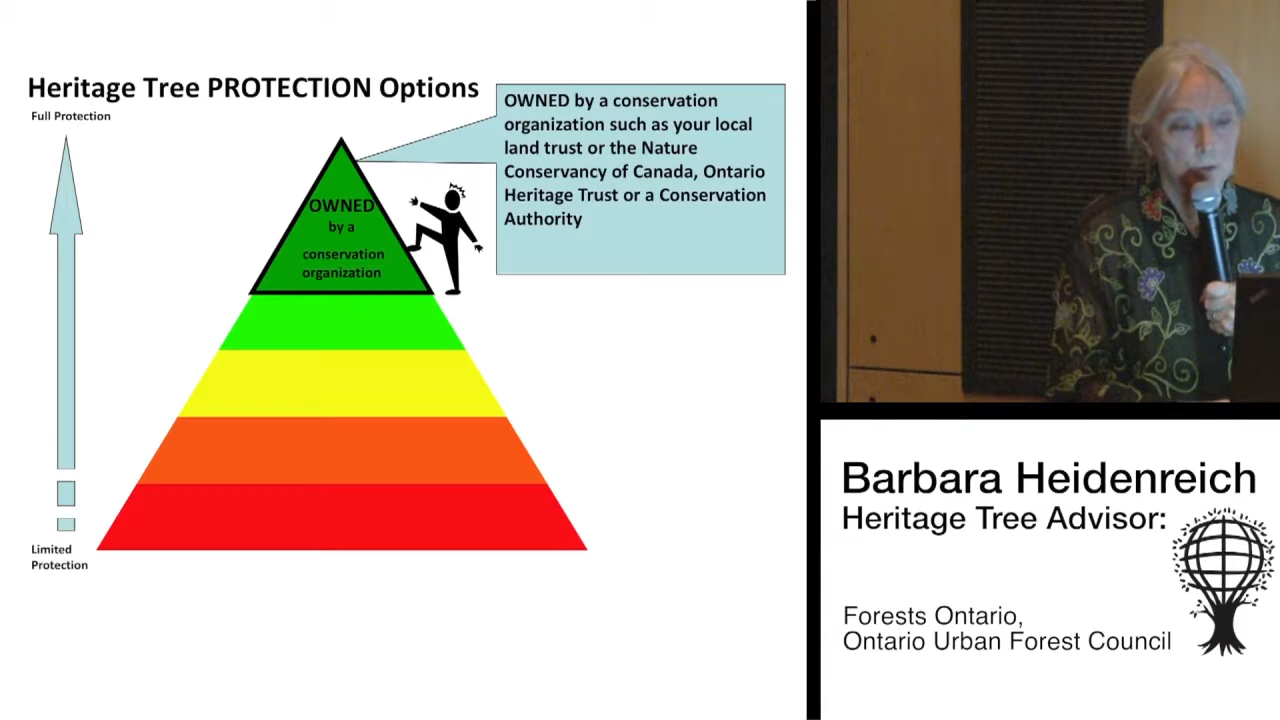 Heritage Tree PROTECTION Options
Full Protection
OWNED by a conservation
organization such as your local
land trust or the Nature
Conservancy of Canada, Ontario
Heritage Trust or a Conservation
Authority
OWNED
by a
conservation
organization
Limited
Protection
Barbara Heidenreich
Heritage Tree Advisor:
Forests Ontario,
Ontario Urban Forest Council